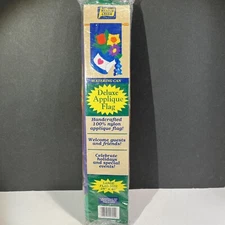 WATERING CAN
Deluxe
Applique
Flag
Handcrafted
100% nylon
applique flag!
Welcome guests
and friends!
Celebrate
holidays
and special
events!